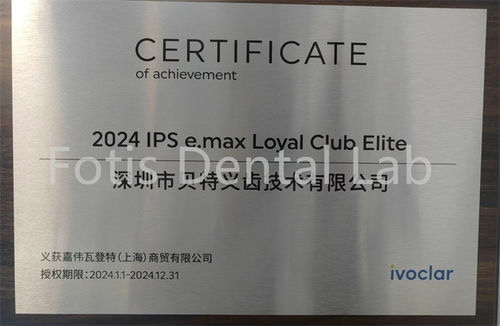 CERTIFICATE
of achievement
2024 IPS e.max Loyal Club Elite
Fotis Dental Lab
深圳市贝特义齿技术有限公司
义获嘉伟瓦登特(上海)商贸有限公司
授权期限:2024.1.1-2024.12.31
ivoclar